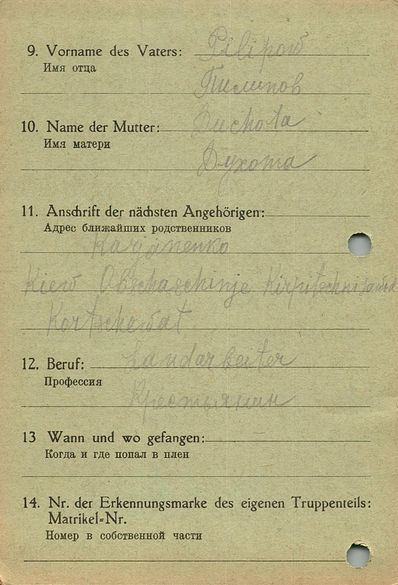 9. Vorname des Vaters: Pilipow
Имя отца
Пилипов
10. Name der Mutter: Duchota
Имя матери
Духота
11. Anschrift der nächsten Angehörigen:
Адрес ближайших родственников
Kiew
12. Beruf: Landarbeiter
Профессия
Крестьянин
13 Wann und wo gefangen:
Когда и где попал в плен
14. Nr. der Erkennungsmarke des eigenen Truppenteils:
Matrikel=Nr.
Номер в собственной части